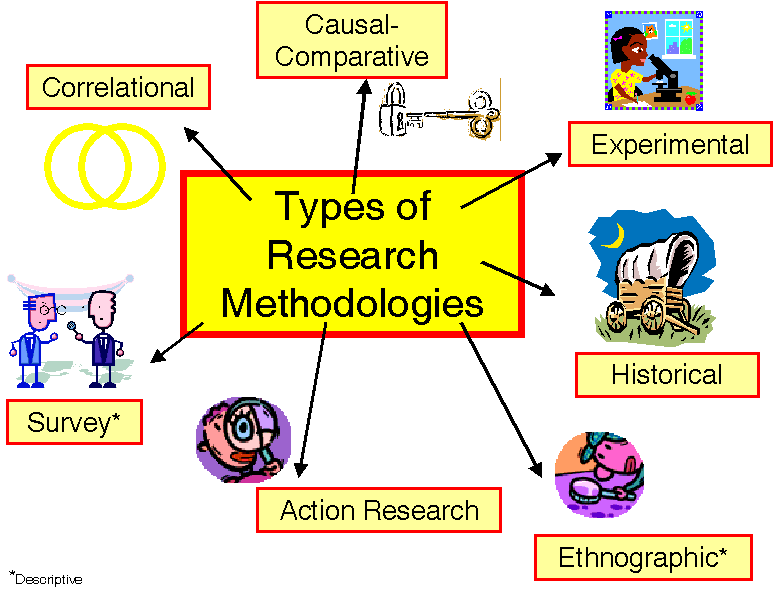 Causal-
Comparative
Correlational
Experimental
Types of
Research
Methodologies
Historical
Survey*
Action Research
Ethnographic*
*Descriptive